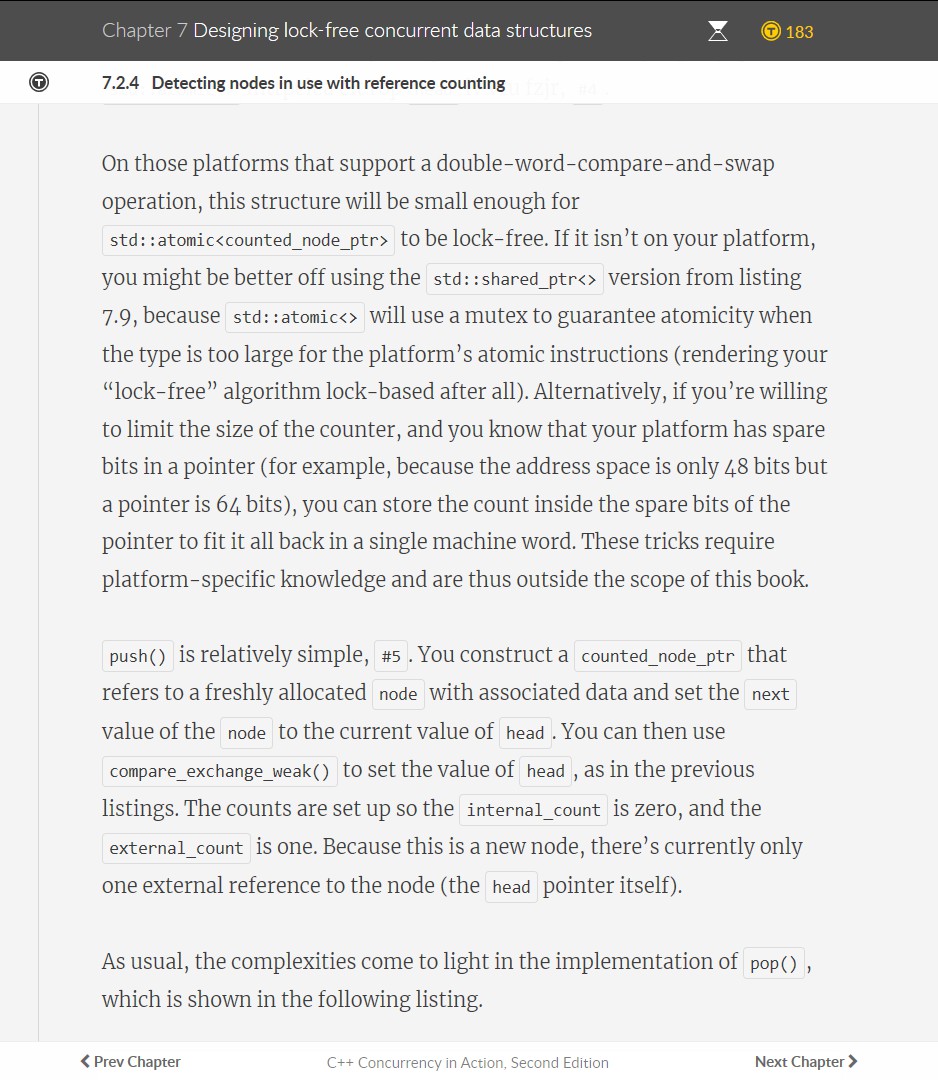 Chapter 7 Designing lock-free concurrent data structures
183
7.2.4 Detecting nodes in use with reference counting
On those platforms that support a double-word-compare-and-swap
operation, this structure will be small enough for
std::atomic<counted_node_ptr> to be lock-free. If it isn’t on your platform,
you might be better off using the std::shared_ptr<> version from listing
7.9, because std::atomic<> will use a mutex to guarantee atomicity when
the type is too large for the platform’s atomic instructions (rendering your
“lock-free” algorithm lock-based after all). Alternatively, if you’re willing
to limit the size of the counter, and you know that your platform has spare
bits in a pointer (for example, because the address space is only 48 bits but
a pointer is 64 bits), you can store the count inside the spare bits of the
pointer to fit it all back in a single machine word. These tricks require
platform-specific knowledge and are thus outside the scope of this book.
push() is relatively simple, #5 . You construct a counted_node_ptr that
refers to a freshly allocated node with associated data and set the next
value of the node to the current value of head . You can then use
compare_exchange_weak() to set the value of head , as in the previous
listings. The counts are set up so the internal_count is zero, and the
external_count is one. Because this is a new node, there’s currently only
one external reference to the node (the head pointer itself).
As usual, the complexities come to light in the implementation of pop() ,
which is shown in the following listing.
Prev Chapter
C++ Concurrency in Action, Second Edition
Next Chapter